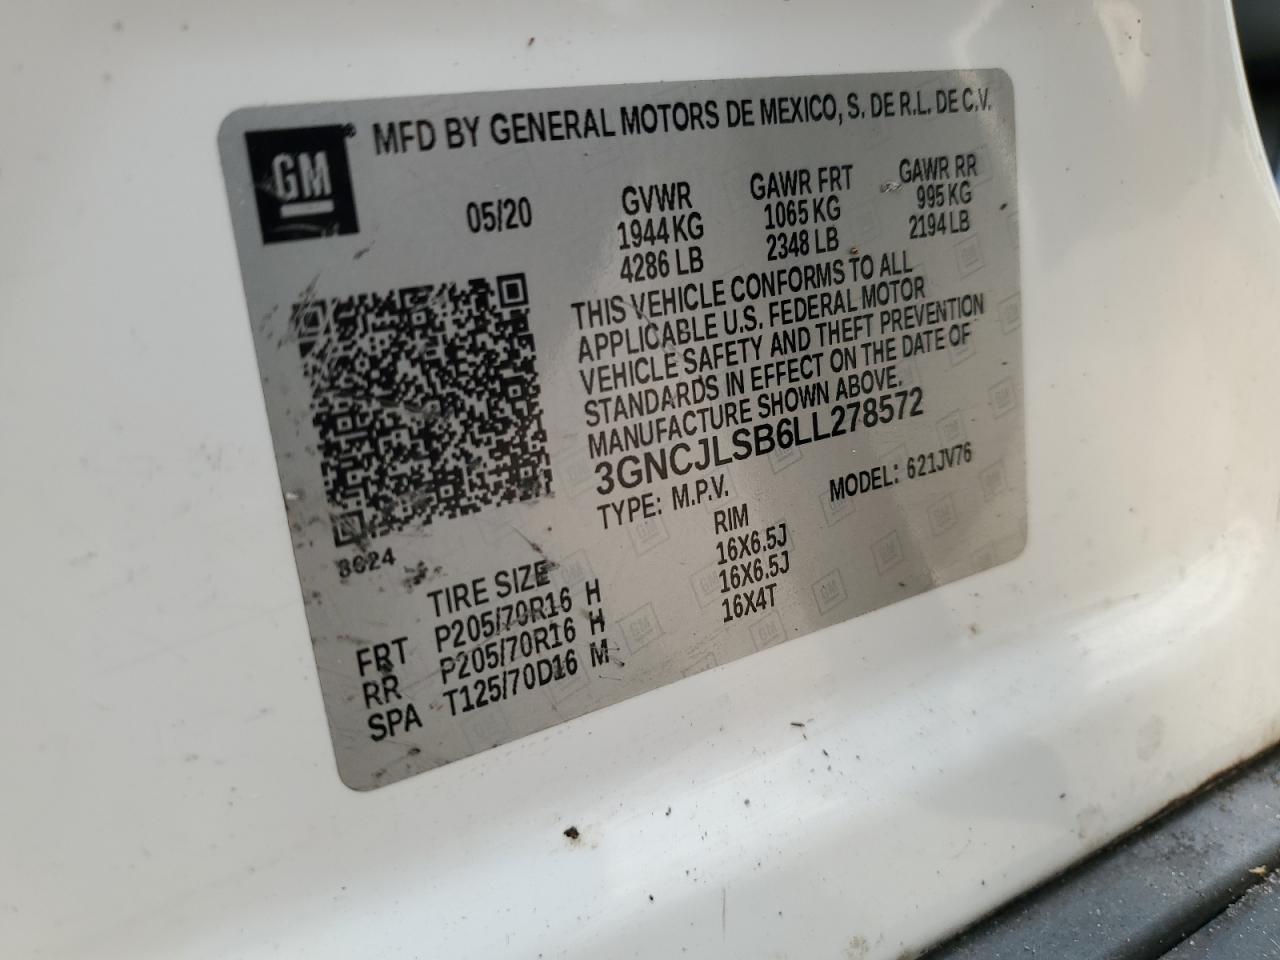 GM
MFD BY GENERAL MOTORS DE MEXICO, S. DE R.L. DE C.V.
05/20
GVWR
1944 KG
4286 LB
GAWR FRT
1065 KG
2348 LB
GAWR RR
995 KG
2194 LB
THIS VEHICLE CONFORMS TO ALL
APPLICABLE U.S. FEDERAL MOTOR
VEHICLE SAFETY AND THEFT PREVENTION
STANDARDS IN EFFECT ON THE DATE OF
MANUFACTURE SHOWN ABOVE.
3GNCJLSB6LL278572
TYPE: M.P.V. MODEL: 621JV76
TIRE SIZE RIM
FRT P205/70R16 H 16X6.5J
RR P205/70R16 H 16X6.5J
SPA T125/70D16 M 16X4T